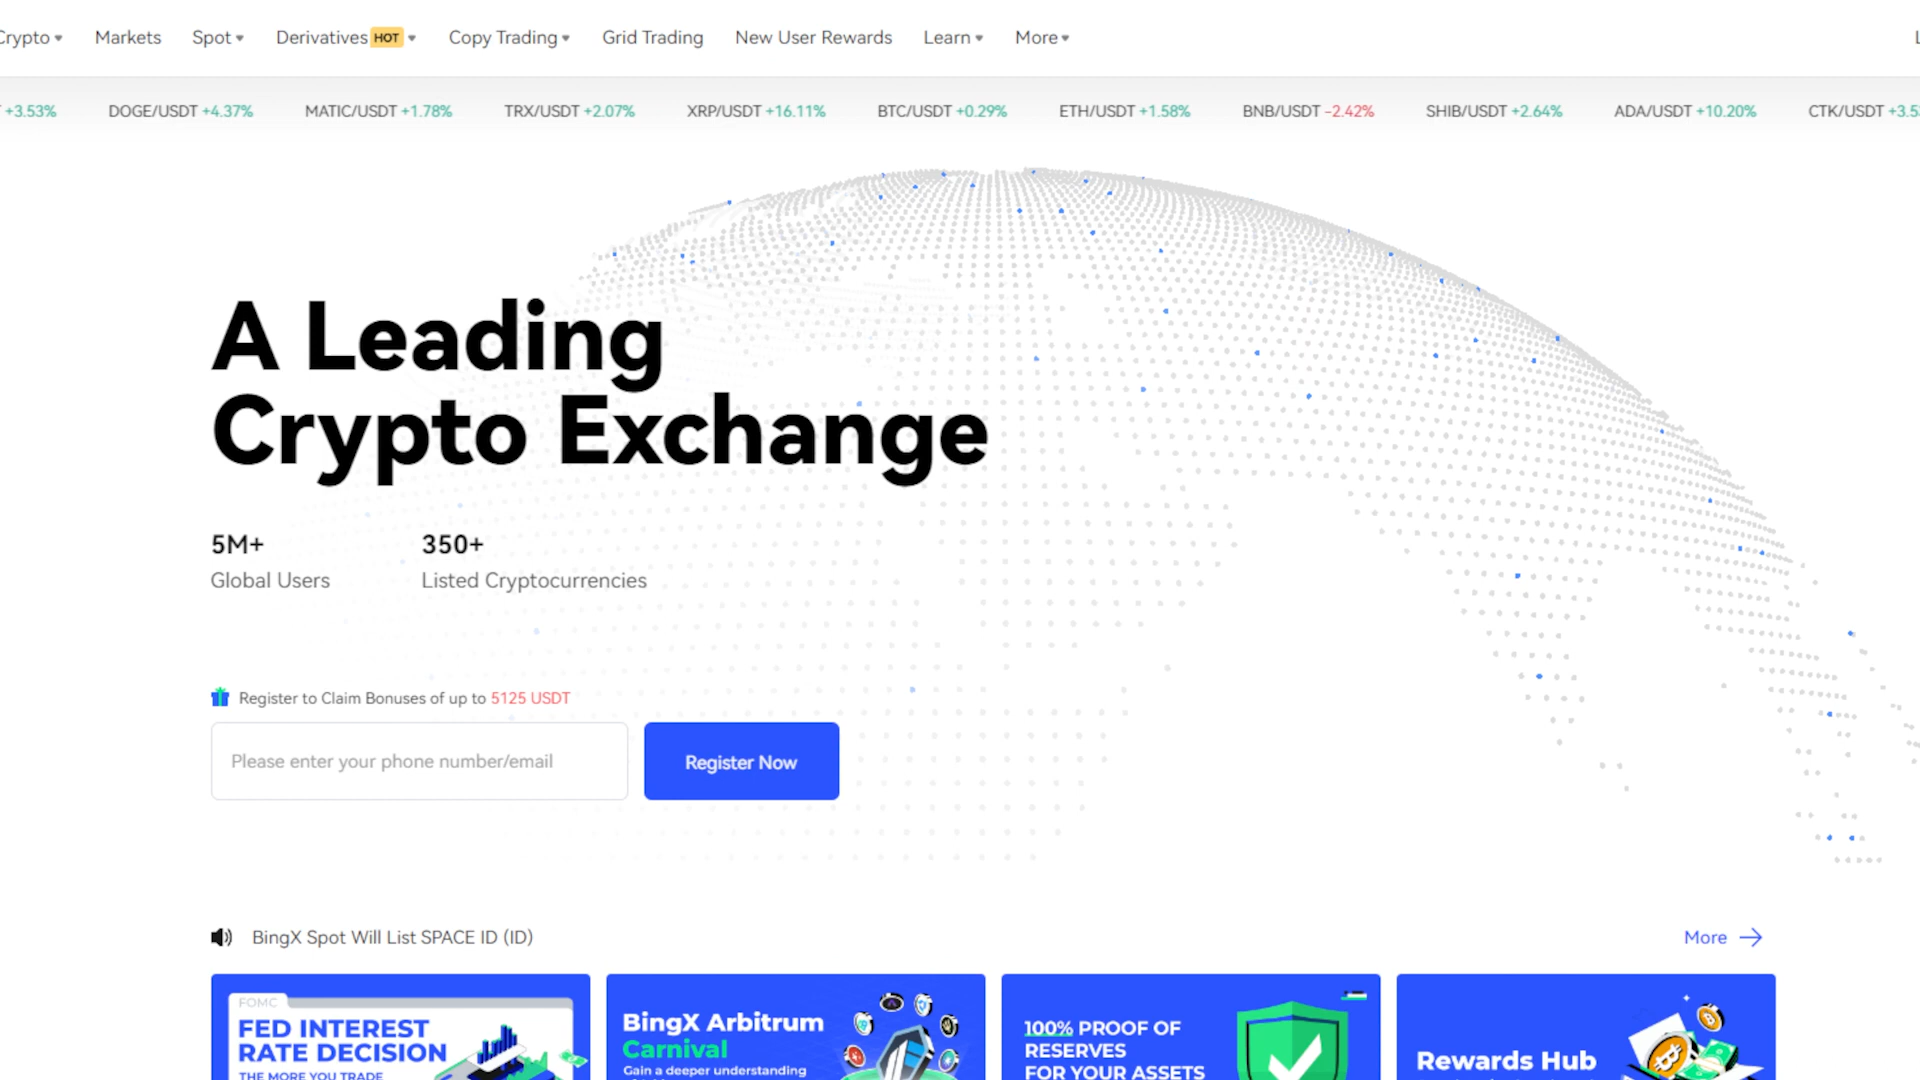 Crypto Markets Spot Derivatives HOT Copy Trading Grid Trading New User Rewards Learn More
+3.53% DOGE/USDT +4.37% MATIC/USDT +1.78% TRX/USDT +2.07% XRP/USDT +16.11% BTC/USDT +0.29% ETH/USDT +1.58% BNB/USDT -2.42% SHIB/USDT +2.64% ADA/USDT +10.20% CTK/USDT
A Leading
Crypto Exchange
5M+ 350+
Global Users Listed Cryptocurrencies
Register to Claim Bonuses of up to 5125 USDT
Please enter your phone number/email Register Now
BingX Spot Will List SPACE ID (ID) More
FOMC
FED INTEREST
RATE DECISION
THE MORE YOU TRADE
BingX Arbitrum
Carnival
Gain a deeper understanding
100% PROOF OF
RESERVES
FOR YOUR ASSETS
Rewards Hub